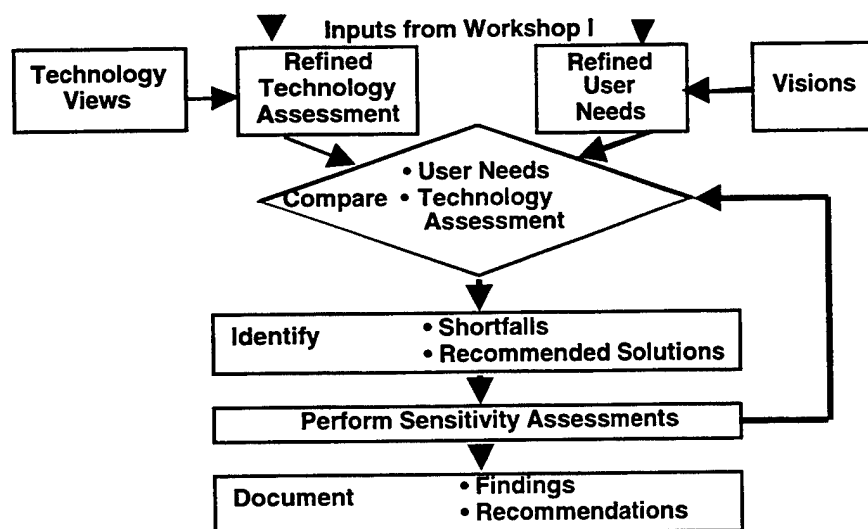 Inputs from Workshop I
Technology
Views
Refined
Technology
Assessment
Refined
User
Needs
Visions
Compare
• User Needs
• Technology
Assessment
Identify
• Shortfalls
• Recommended Solutions
Perform Sensitivity Assessments
Document
• Findings
• Recommendations